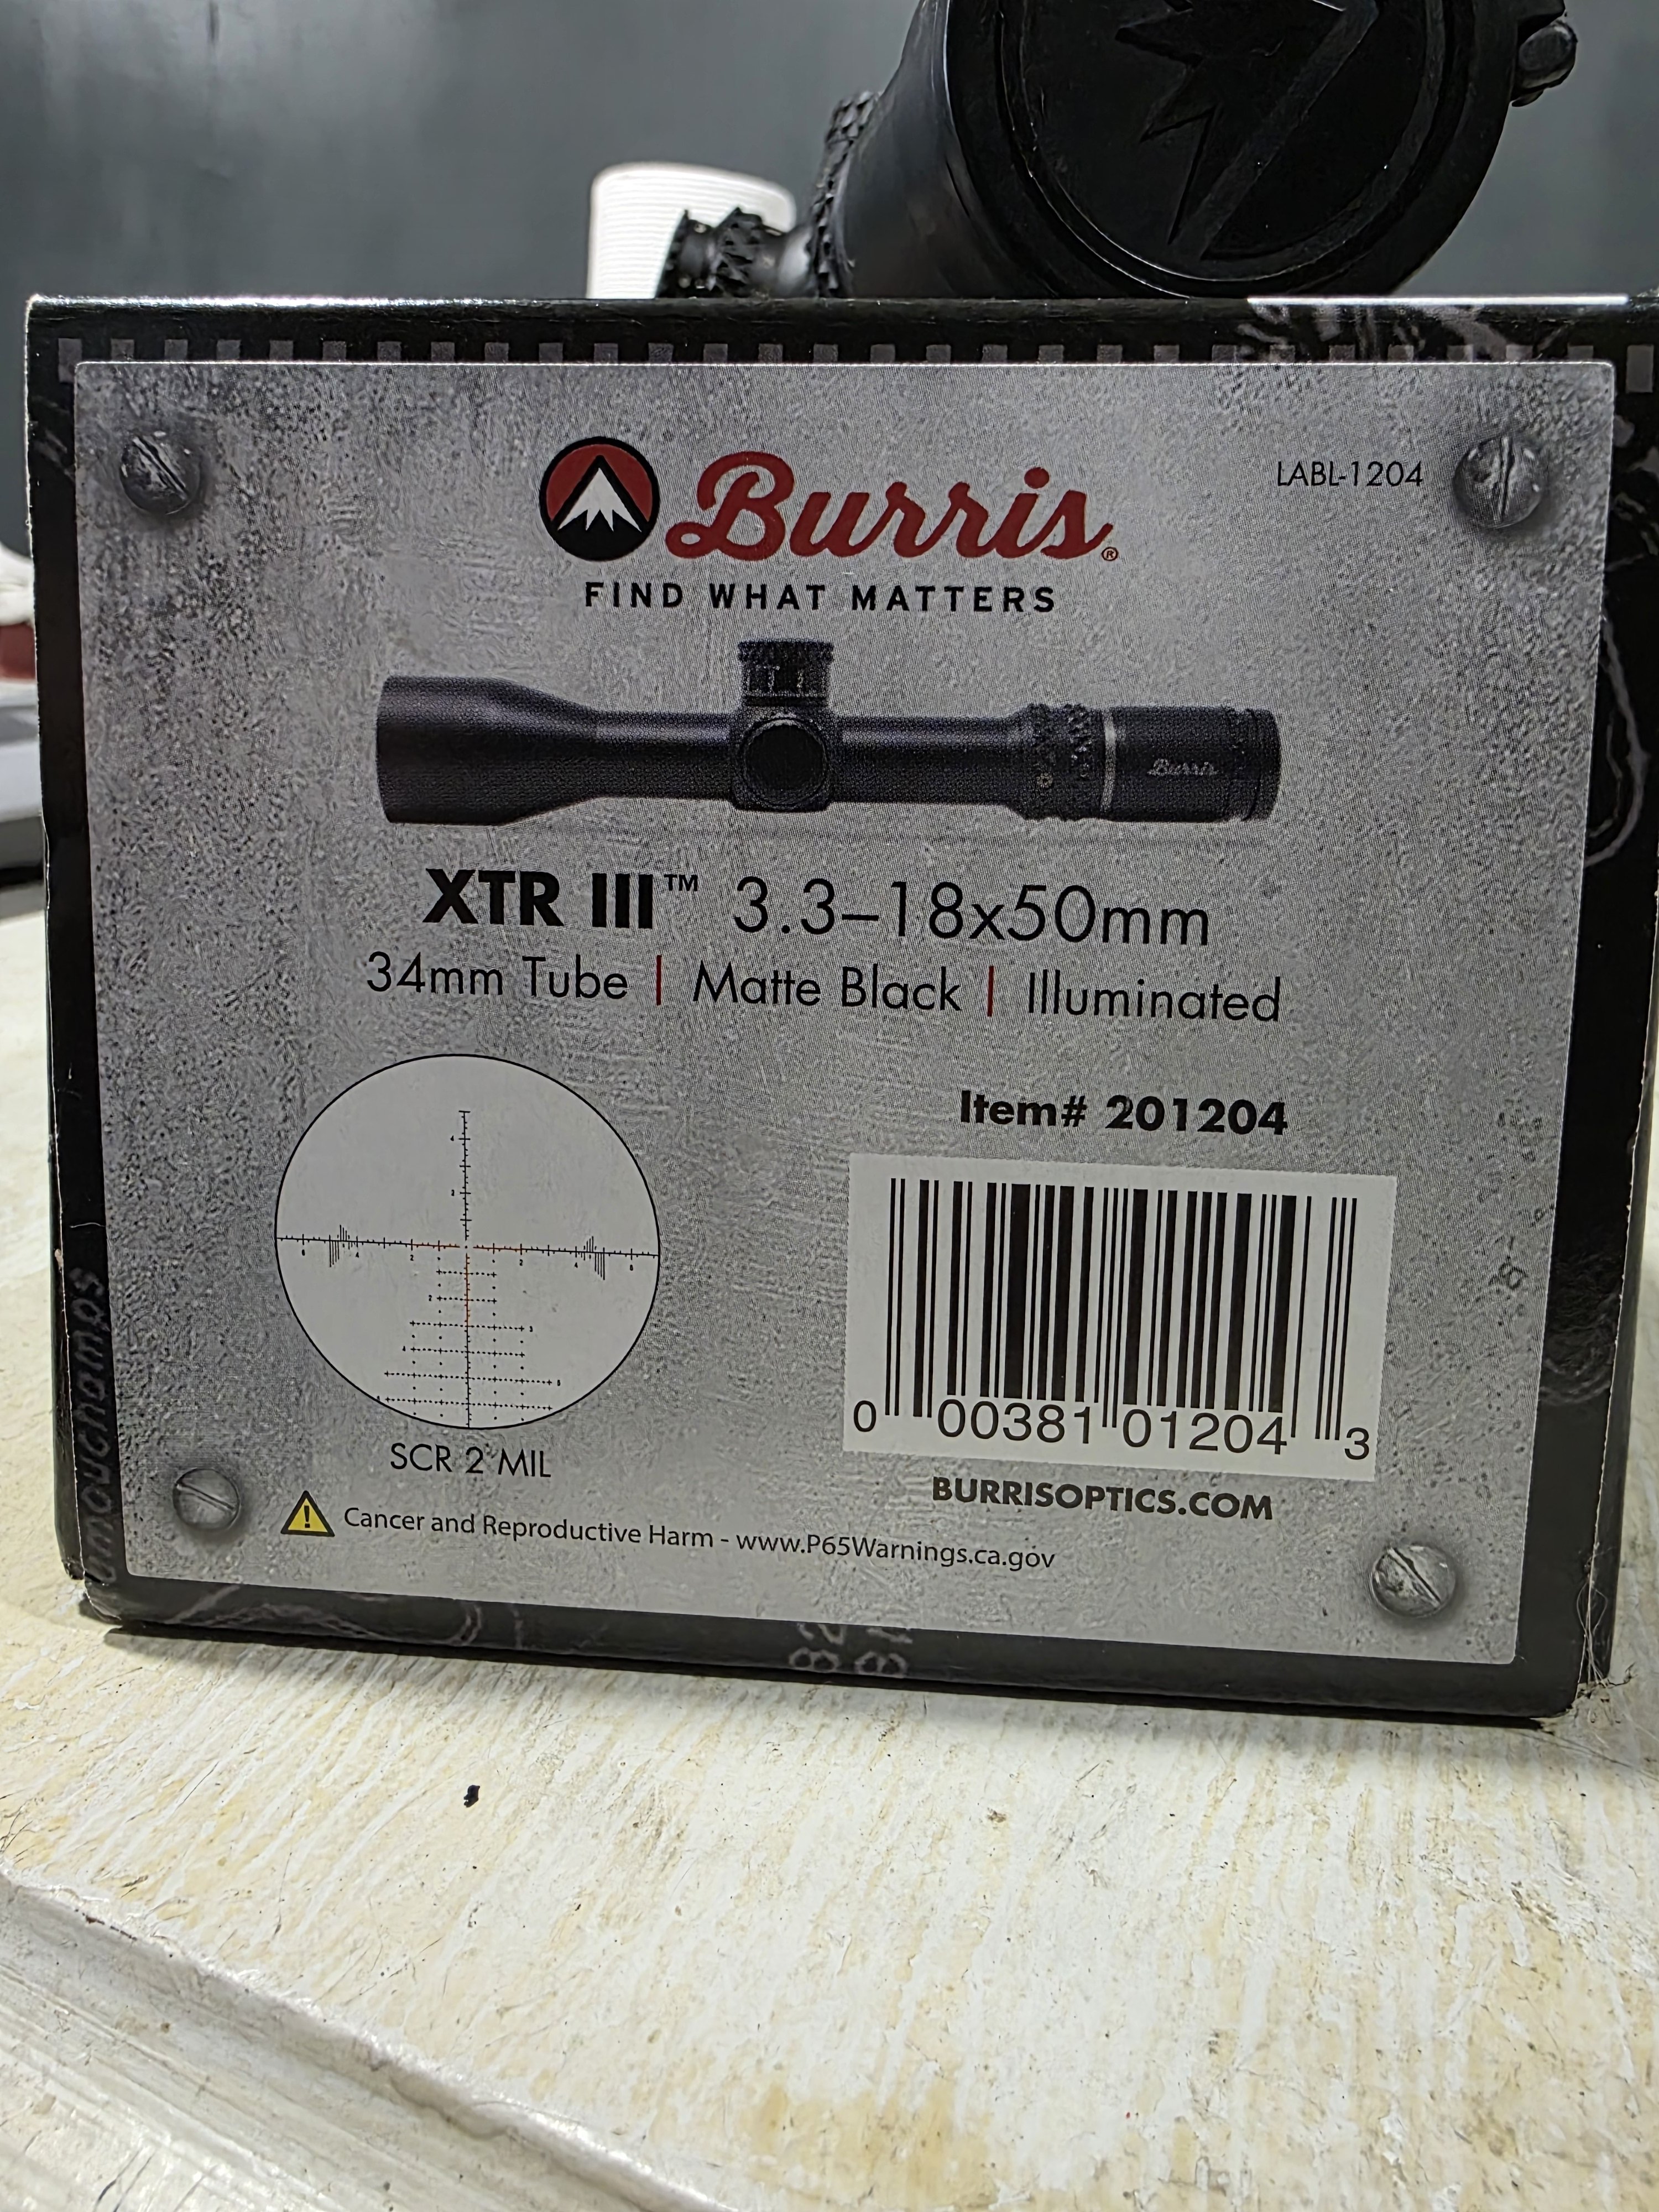 LABL-1204
Burris®
FIND WHAT MATTERS
Burris
XTR III™ 3.3–18x50mm
34mm Tube | Matte Black | Illuminated
Item# 201204
0 00381 01204 3
SCR 2 MIL
BURRISOPTICS.COM
Cancer and Reproductive Harm - www.P65Warnings.ca.gov